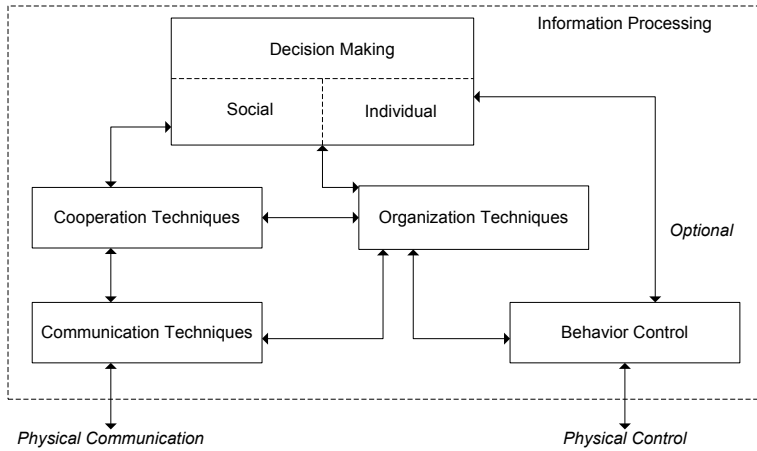 Information Processing
Decision Making
Social
Individual
Cooperation Techniques
Organization Techniques
Optional
Communication Techniques
Behavior Control
Physical Communication
Physical Control